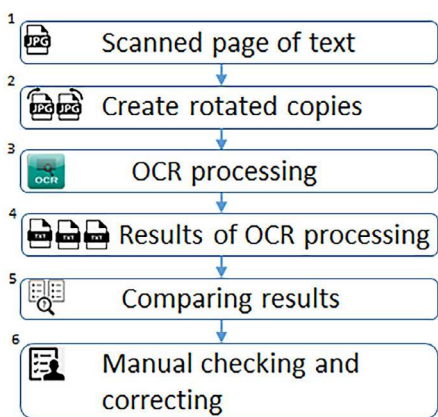 1 JPG Scanned page of text
2 JPG JPG Create rotated copies
3 OCR OCR processing
4 TXT TXT TXT Results of OCR processing
5 ? Comparing results
6 Manual checking and
correcting